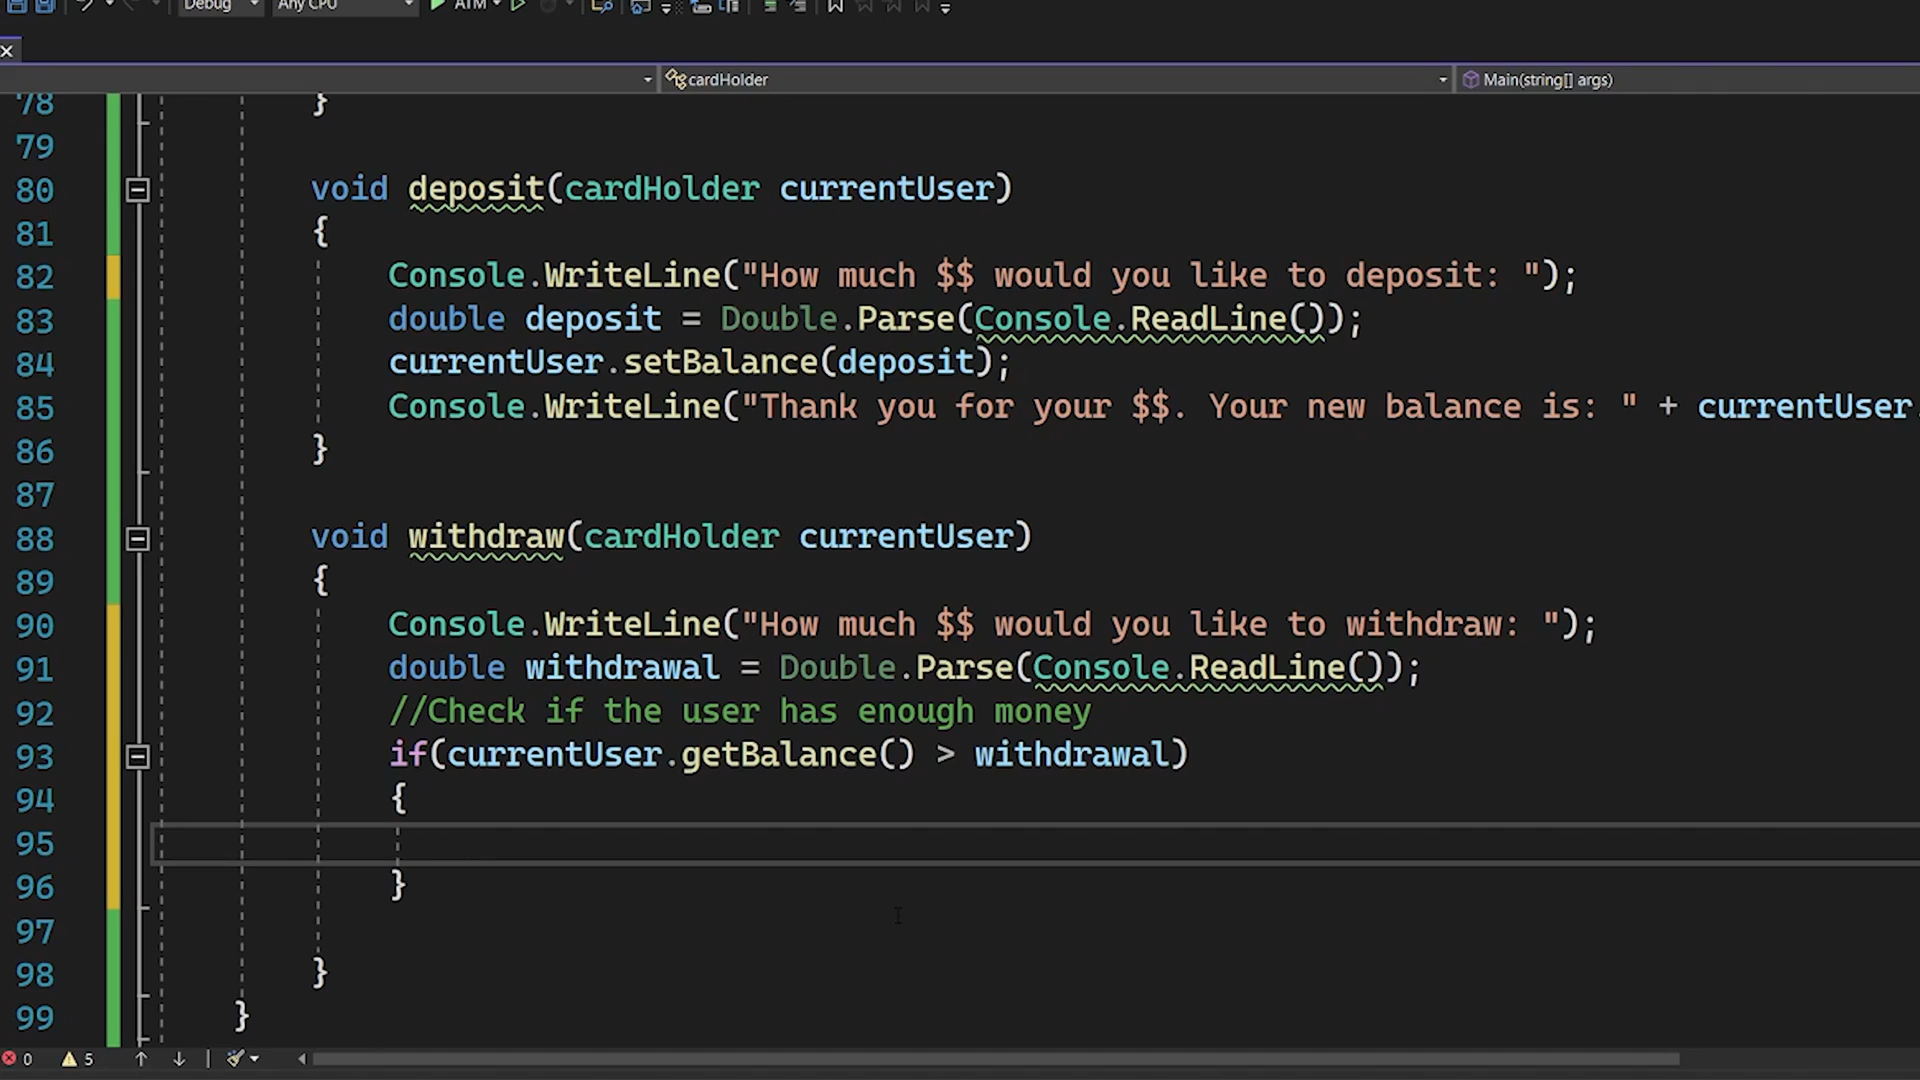 Debug Any CPU ATM
cardHolder Main(string[] args)
78 }
79
80 void deposit(cardHolder currentUser)
81 {
82 Console.WriteLine("How much $$ would you like to deposit: ");
83 double deposit = Double.Parse(Console.ReadLine());
84 currentUser.setBalance(deposit);
85 Console.WriteLine("Thank you for your $$. Your new balance is: " + currentUser.
86 }
87
88 void withdraw(cardHolder currentUser)
89 {
90 Console.WriteLine("How much $$ would you like to withdraw: ");
91 double withdrawal = Double.Parse(Console.ReadLine());
92 //Check if the user has enough money
93 if(currentUser.getBalance() > withdrawal)
94 {
95
96 }
97
98 }
99 }
0 5